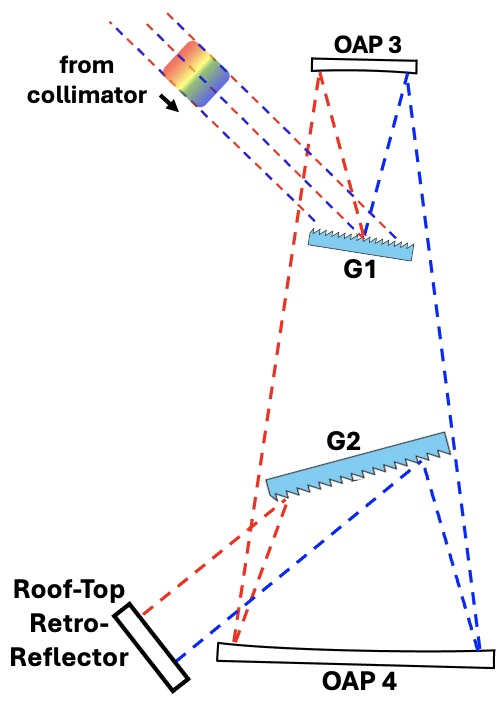 OAP 3
from
collimator
G1
G2
Roof-Top
Retro-
Reflector
OAP 4